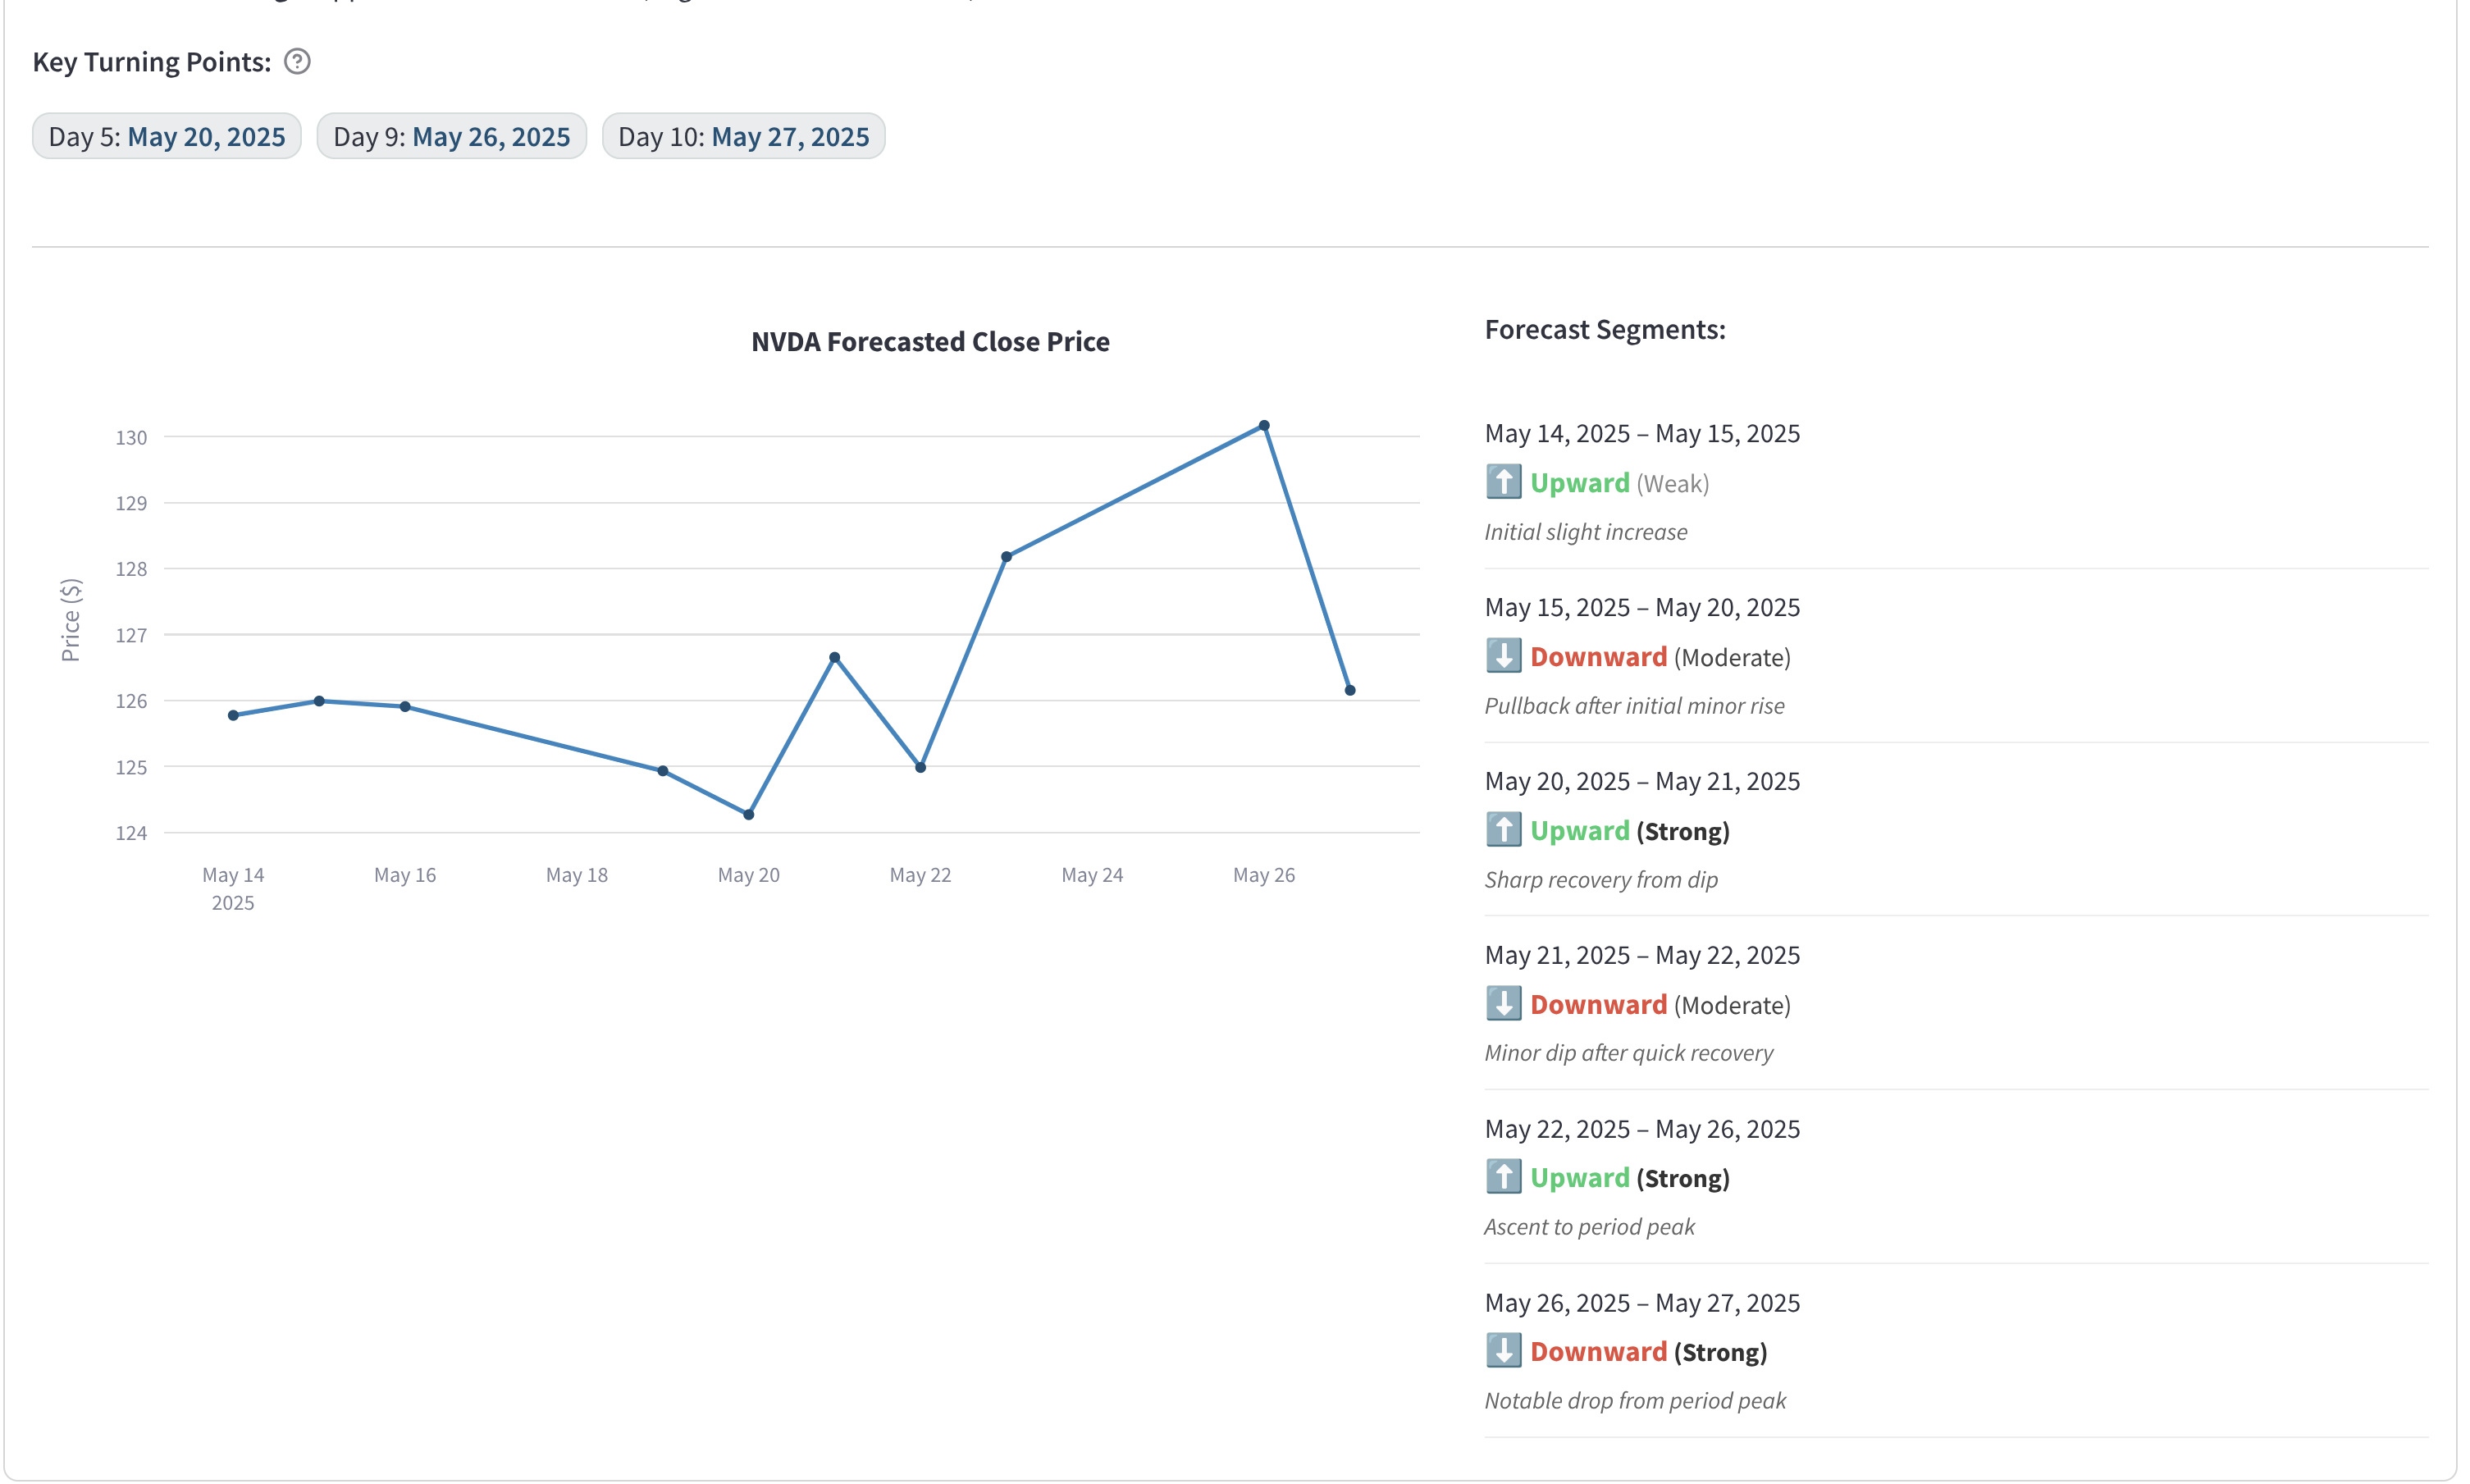 Key Turning Points:
Day 5: May 20, 2025 Day 9: May 26, 2025 Day 10: May 27, 2025
NVDA Forecasted Close Price
Price ($)
130
129
128
127
126
125
124
May 14 May 16 May 18 May 20 May 22 May 24 May 26
2025
Forecast Segments:
May 14, 2025 – May 15, 2025
⬆️ Upward (Weak)
Initial slight increase
May 15, 2025 – May 20, 2025
⬇️ Downward (Moderate)
Pullback after initial minor rise
May 20, 2025 – May 21, 2025
⬆️ Upward (Strong)
Sharp recovery from dip
May 21, 2025 – May 22, 2025
⬇️ Downward (Moderate)
Minor dip after quick recovery
May 22, 2025 – May 26, 2025
⬆️ Upward (Strong)
Ascent to period peak
May 26, 2025 – May 27, 2025
⬇️ Downward (Strong)
Notable drop from period peak